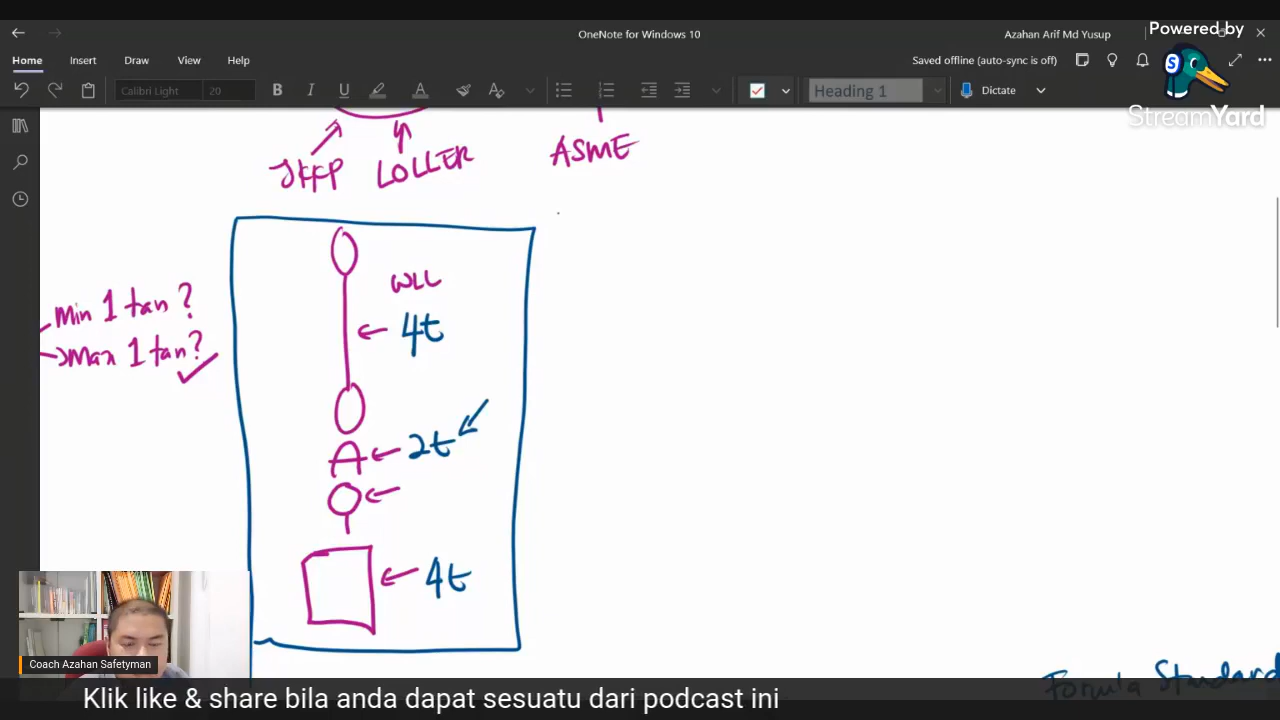 OneNote for Windows 10
Azahan Arif Md Yusup
Powered by
Home
Insert
Draw
View
Help
Saved offline (auto-sync is off)
Calibri Light
20
B
I
U
A
Heading 1
Dictate
StreamYard
JKKP
LOLLER
ASME
WLL
Min 1 tan ?
4t
Max 1 tan?
2t
4t
Coach Azahan Safetyman
Formula Standard
Klik like & share bila anda dapat sesuatu dari podcast ini